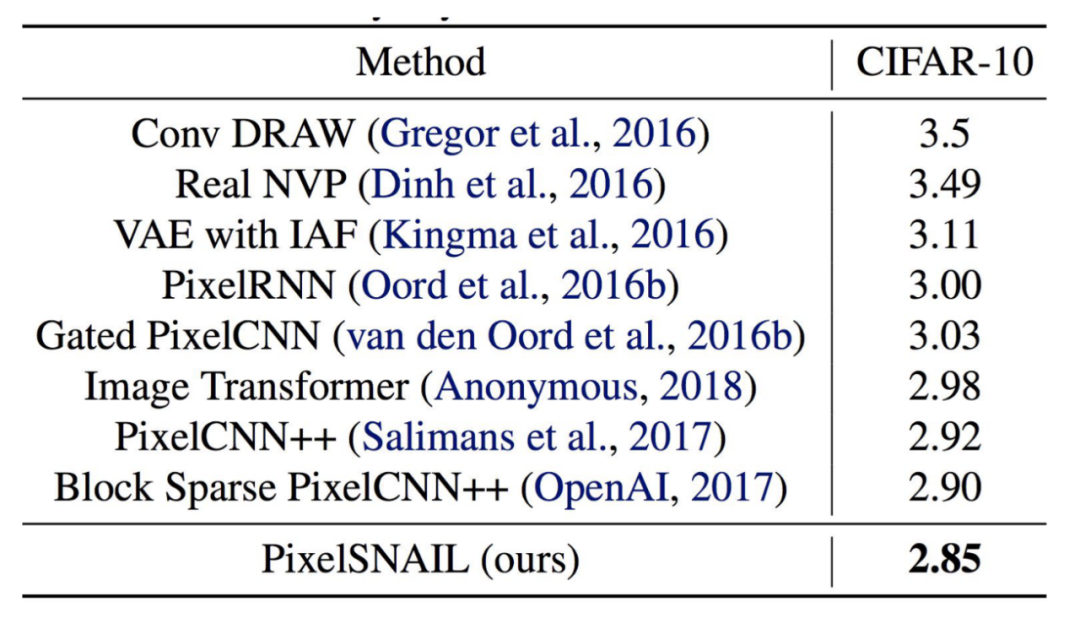 Method CIFAR-10
Conv DRAW (Gregor et al., 2016) 3.5
Real NVP (Dinh et al., 2016) 3.49
VAE with IAF (Kingma et al., 2016) 3.11
PixelRNN (Oord et al., 2016b) 3.00
Gated PixelCNN (van den Oord et al., 2016b) 3.03
Image Transformer (Anonymous, 2018) 2.98
PixelCNN++ (Salimans et al., 2017) 2.92
Block Sparse PixelCNN++ (OpenAI, 2017) 2.90
PixelSNAIL (ours) 2.85